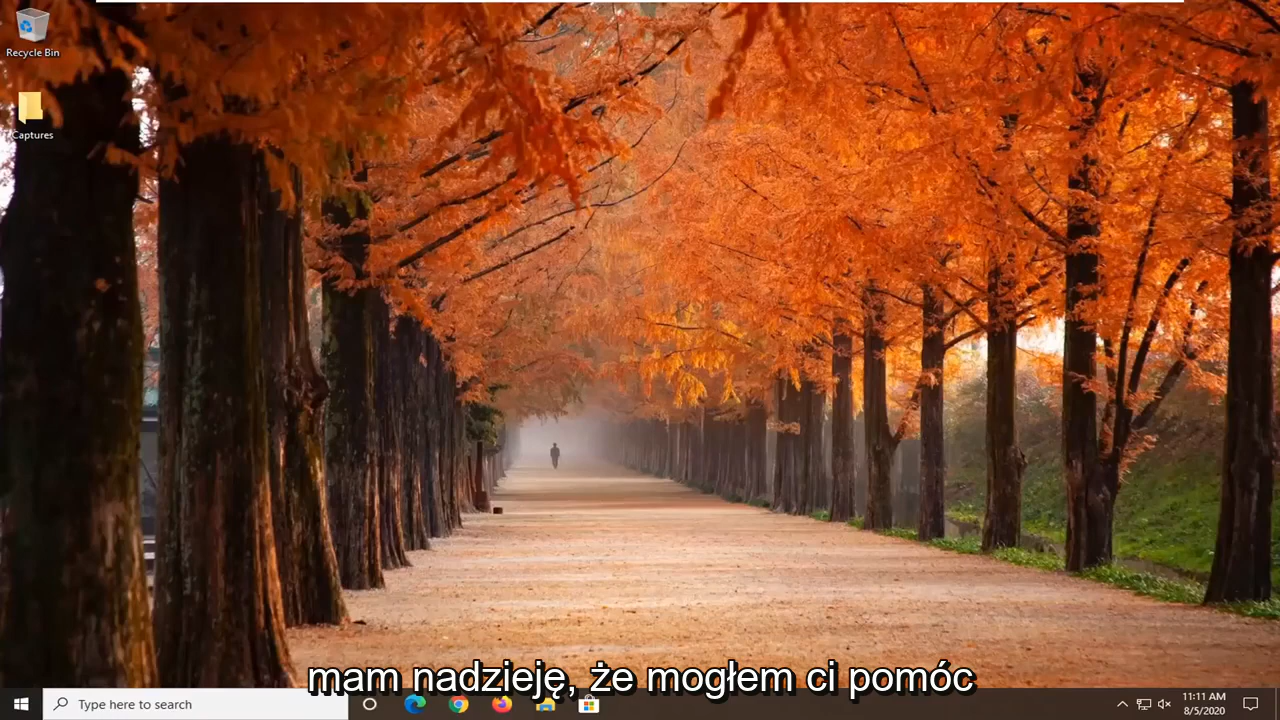 Recycle Bin
Captures
mam nadzieję, że mogłem ci pomóc
Type here to search
11:11 AM
8/5/2020